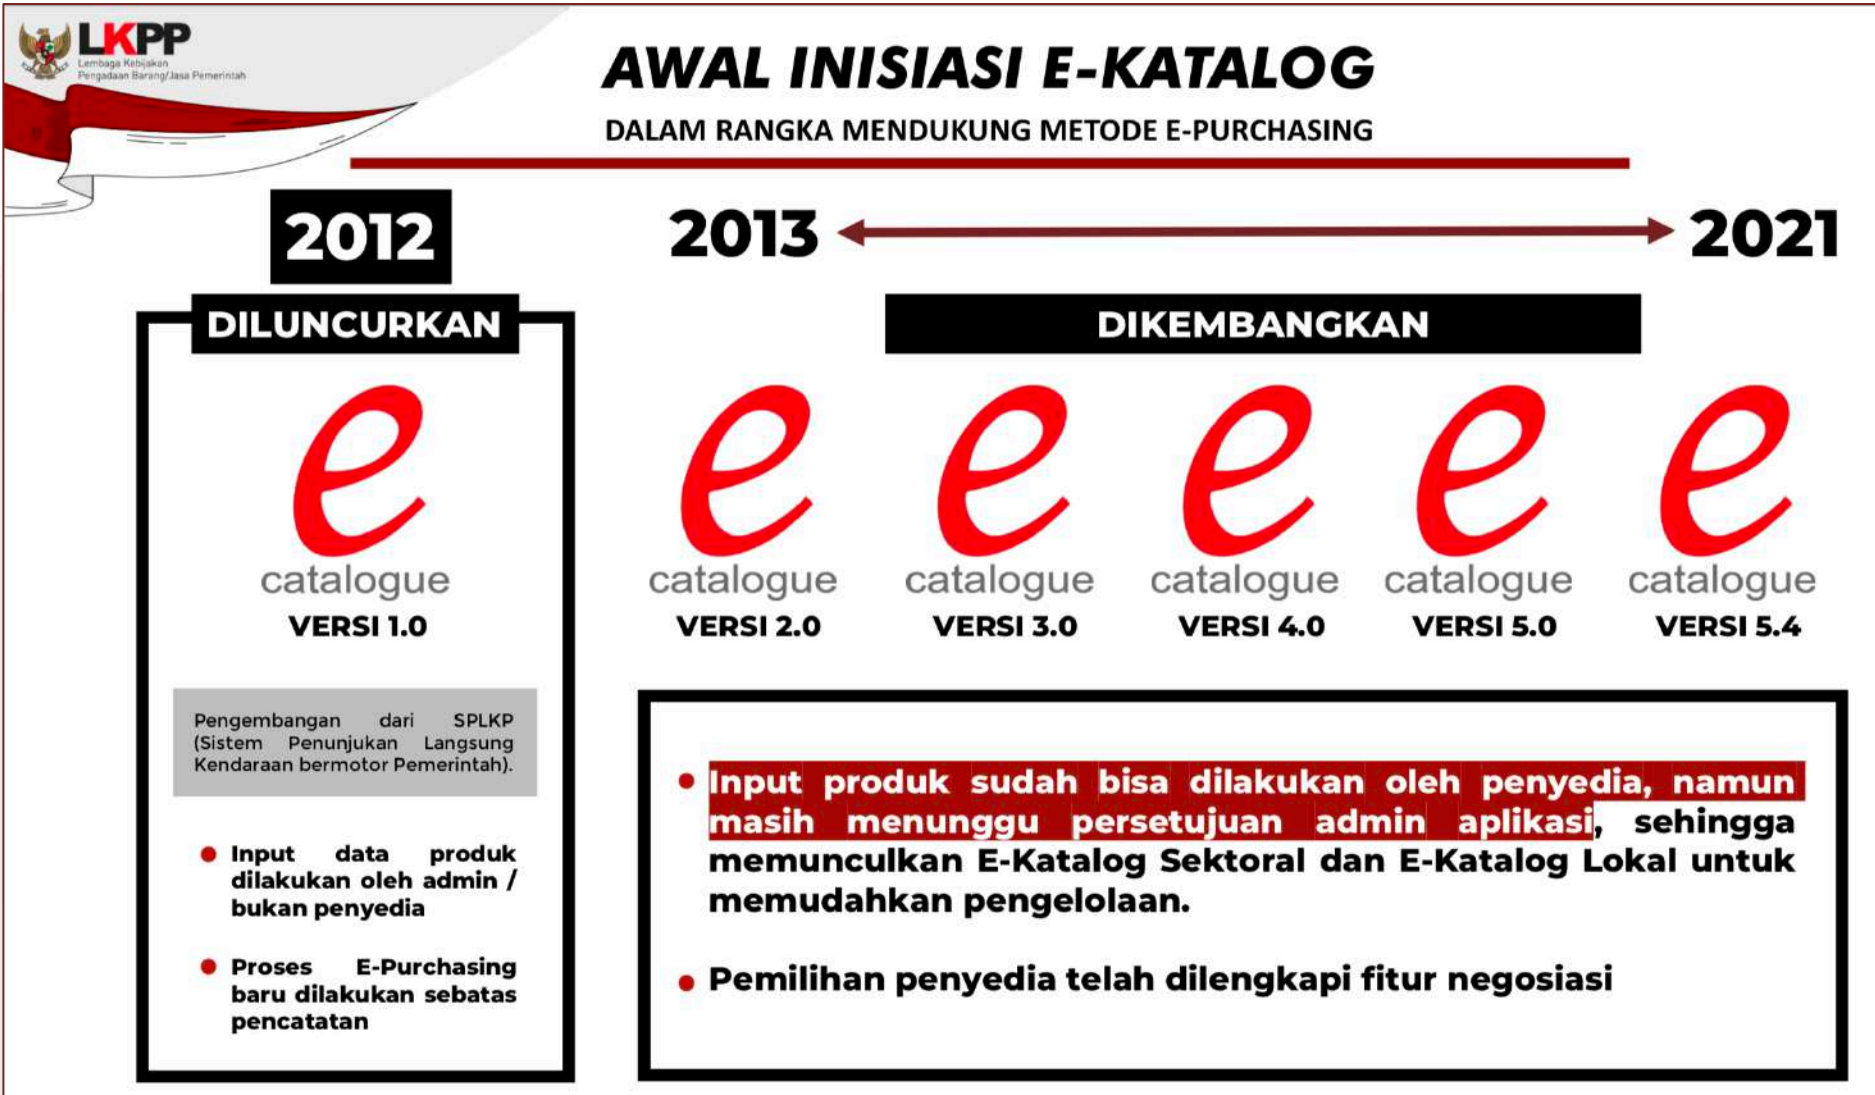 LKPP
Lembaga Kebijakan
Pengadaan Barang/Jasa Pemerintah
AWAL INISIASI E-KATALOG
DALAM RANGKA MENDUKUNG METODE E-PURCHASING
2012
DILUNCURKAN
e
catalogue
VERSI 1.0
Pengembangan dari SPLKP
(Sistem Penunjukan Langsung
Kendaraan bermotor Pemerintah).
• Input data produk
dilakukan oleh admin /
bukan penyedia
• Proses E-Purchasing
baru dilakukan sebatas
pencatatan
2013
2021
DIKEMBANGKAN
e
catalogue
VERSI 2.0
e
catalogue
VERSI 3.0
e
catalogue
VERSI 4.0
e
catalogue
VERSI 5.0
e
catalogue
VERSI 5.4
• Input produk sudah bisa dilakukan oleh penyedia, namun
masih menunggu persetujuan admin aplikasi, sehingga
memunculkan E-Katalog Sektoral dan E-Katalog Lokal untuk
memudahkan pengelolaan.
• Pemilihan penyedia telah dilengkapi fitur negosiasi